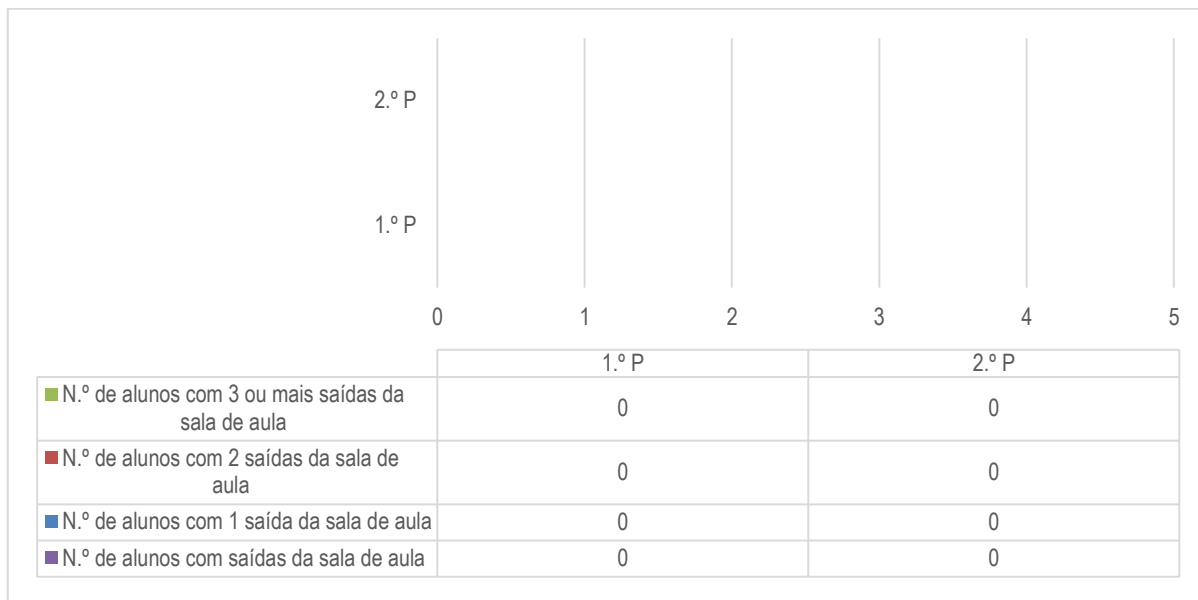 2.º P
1.º P
0 1 2 3 4 5
1.º P 2.º P
N.º de alunos com 3 ou mais saídas da
sala de aula 0 0
N.º de alunos com 2 saídas da sala de
aula 0 0
N.º de alunos com 1 saída da sala de aula 0 0
N.º de alunos com saídas da sala de aula 0 0